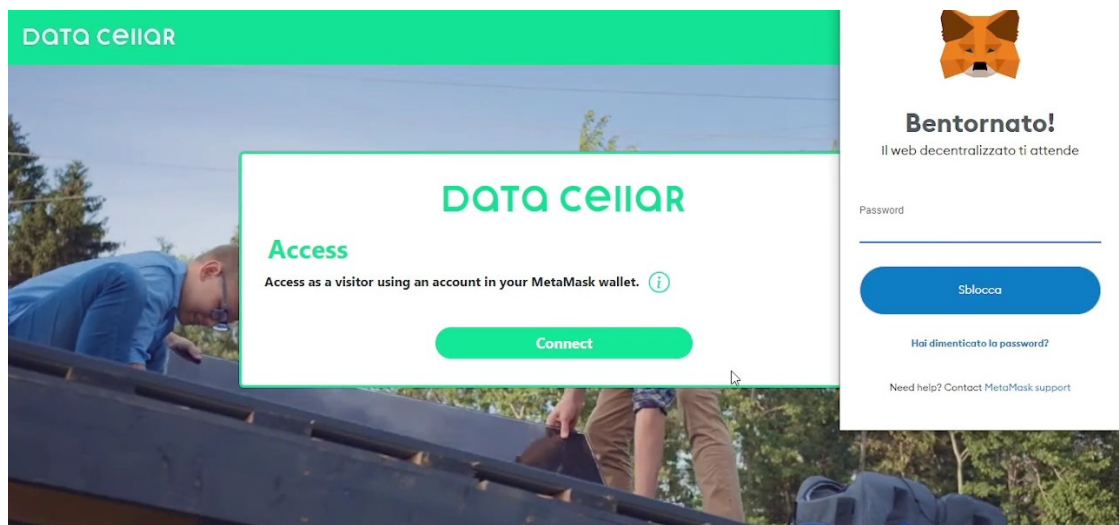 DATA CELLAR
DATA CELLAR
Access
Access as a visitor using an account in your MetaMask wallet. i
Connect
Bentornato!
Il web decentralizzato ti attende
Password
Sblocca
Hai dimenticato la password?
Need help? Contact MetaMask support